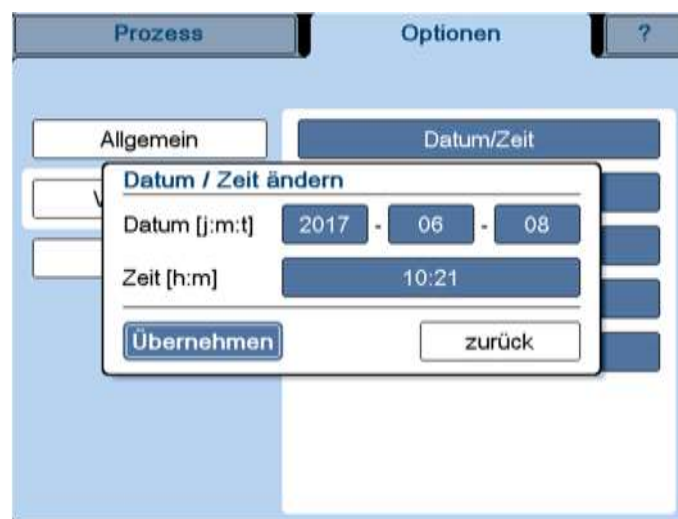 Prozess Optionen ?
Allgemein Datum/Zeit
Datum / Zeit ändern
Datum [j:m:t] 2017 - 06 - 08
Zeit [h:m] 10:21
Übernehmen zurück